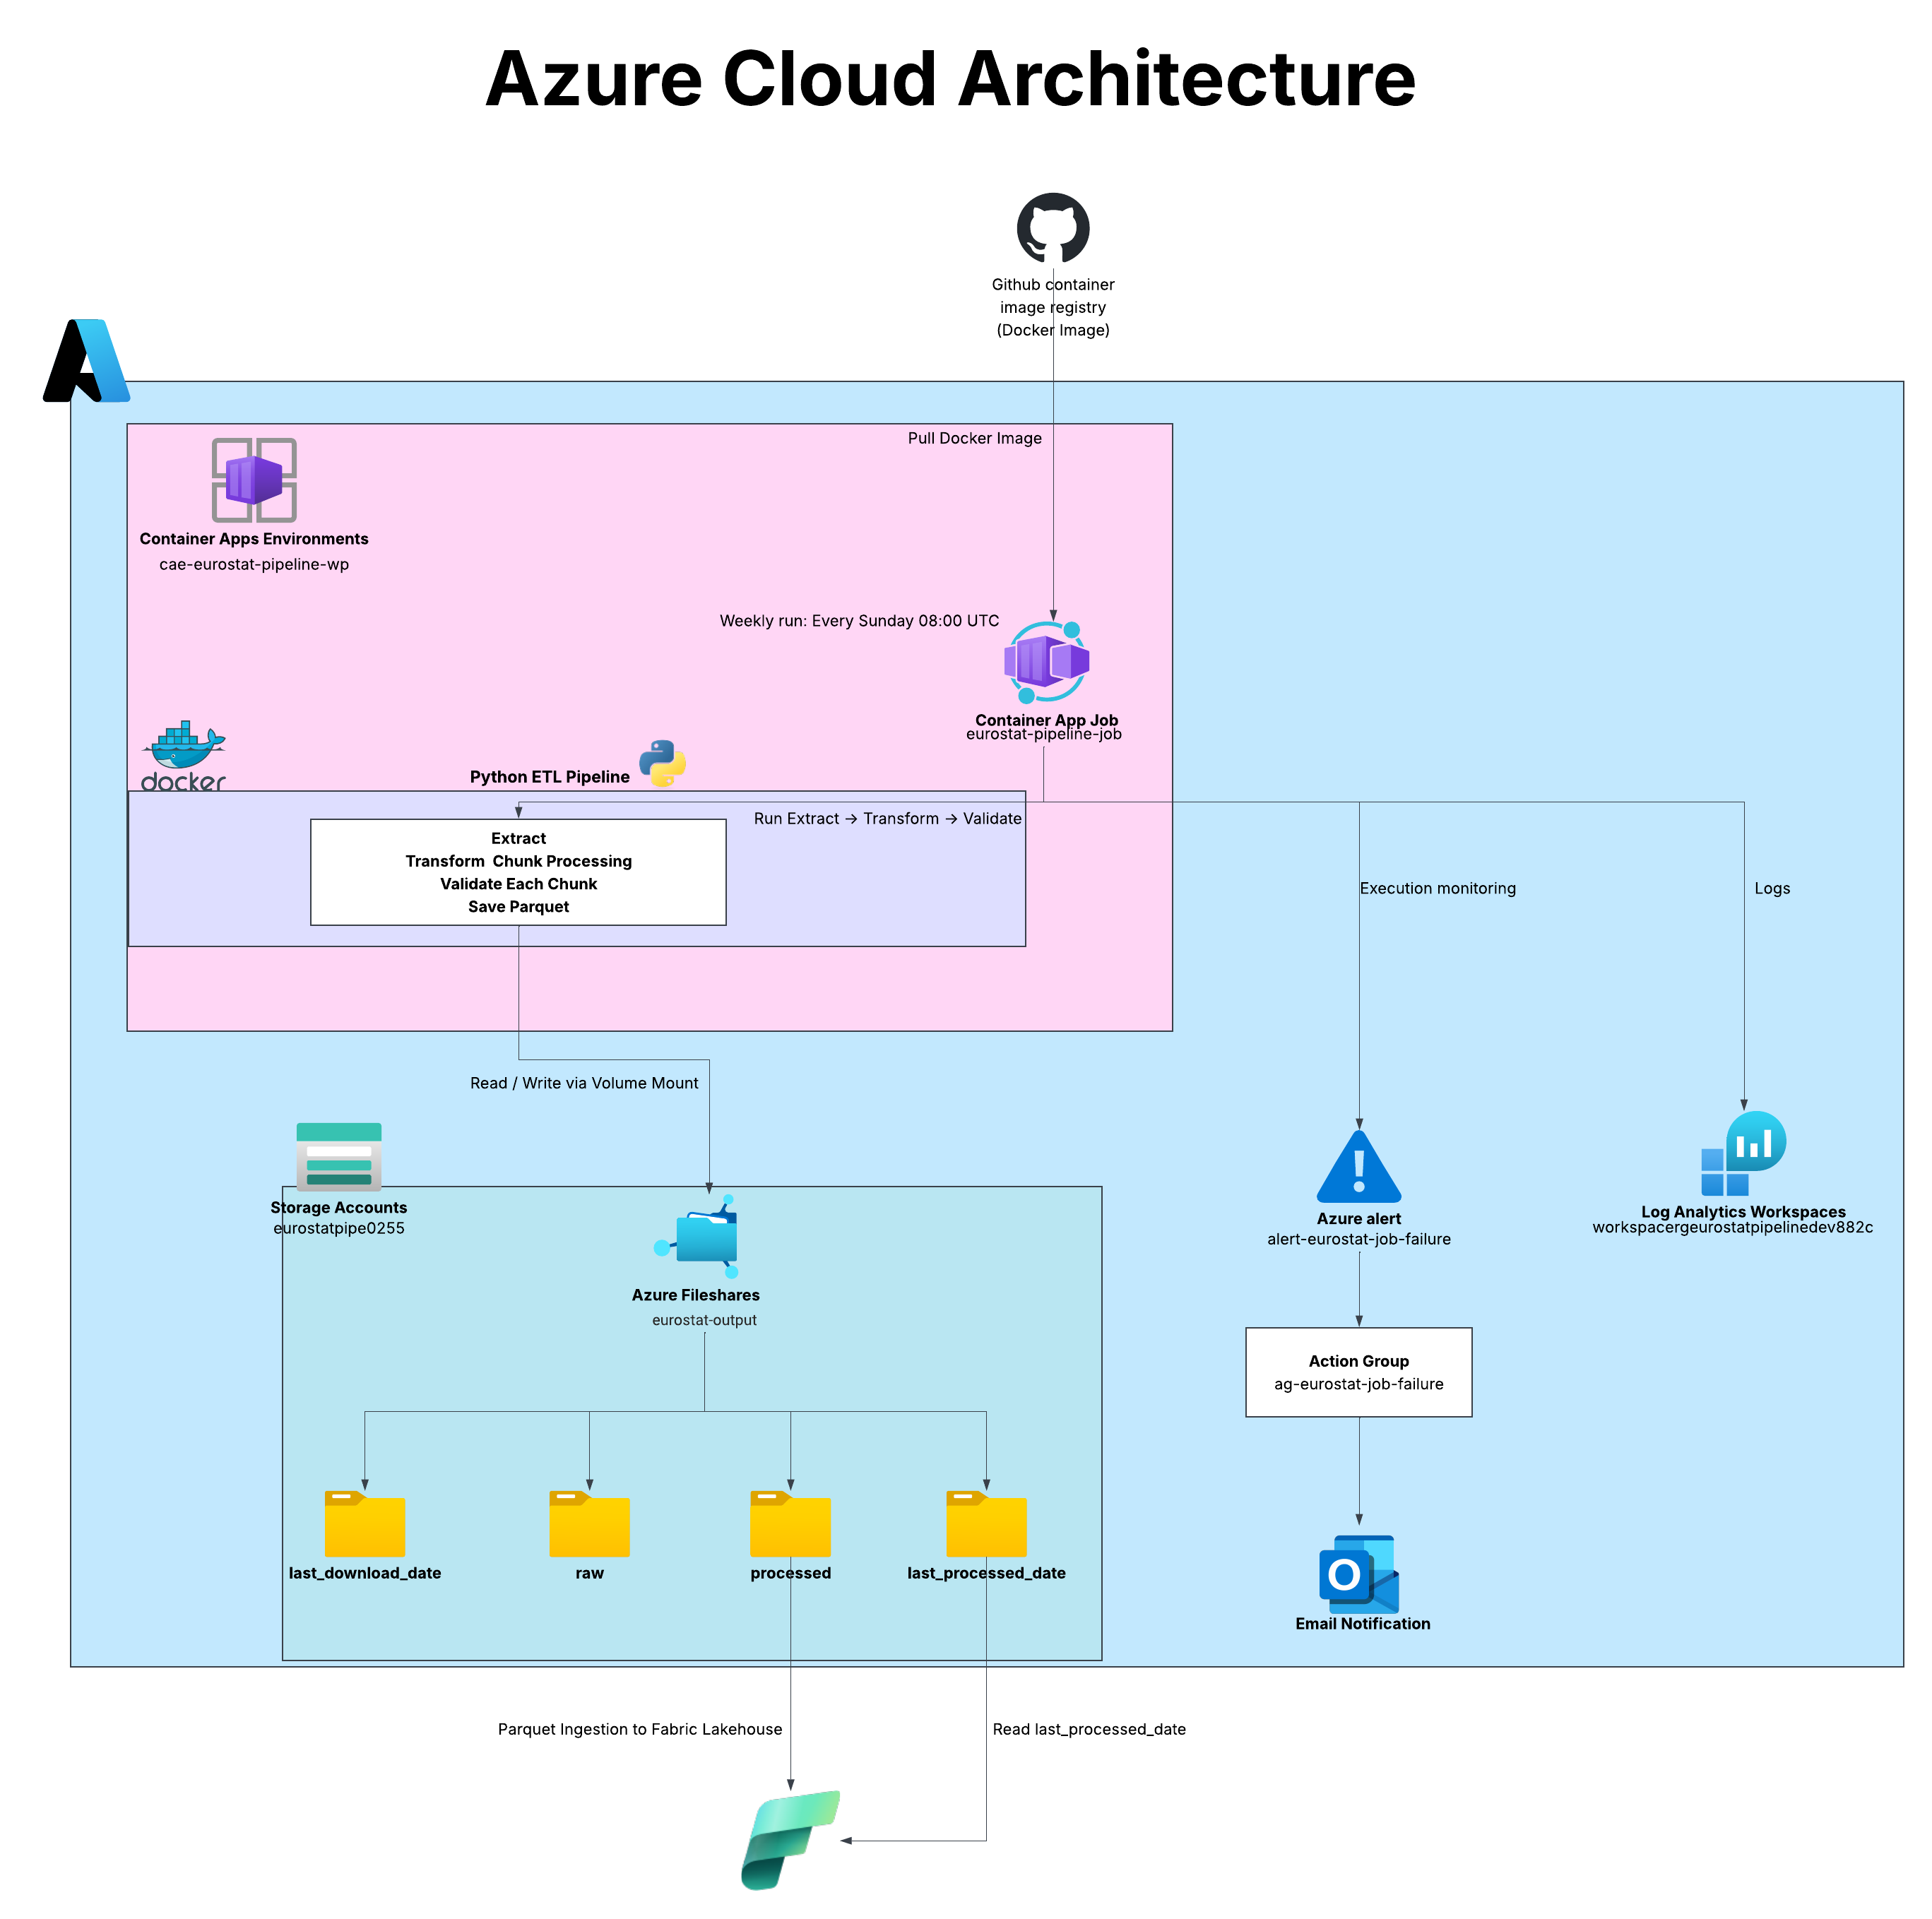 Azure Cloud Architecture
Github container
image registry
(Docker Image)
Pull Docker Image
Container Apps Environments
cae-eurostat-pipeline-wp
Weekly run: Every Sunday 08:00 UTC
Container App Job
eurostat-pipeline-job
docker
Python ETL Pipeline
Run Extract → Transform → Validate
Extract
Transform  Chunk Processing
Validate Each Chunk
Save Parquet
Execution monitoring
Logs
Read / Write via Volume Mount
Storage Accounts
eurostatpipe0255
Azure Fileshares
eurostat-output
Azure alert
alert-eurostat-job-failure
Log Analytics Workspaces
workspacergeurostatpipelinedev882c
Action Group
ag-eurostat-job-failure
last_download_date
raw
processed
last_processed_date
O
Email Notification
Parquet Ingestion to Fabric Lakehouse
Read last_processed_date